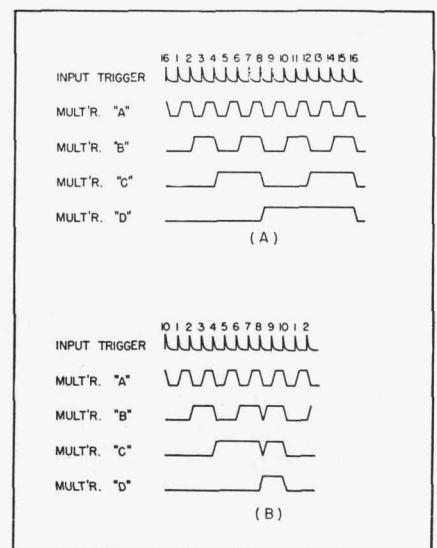 16 1 2 3 4 5 6 7 8 9 10 11 12 13 14 15 16
INPUT TRIGGER
MULT'R. "A"
MULT'R. "B"
MULT'R. "C"
MULT'R. "D"
(A)
10 1 2 3 4 5 6 7 8 9 10 1 2
INPUT TRIGGER
MULT'R. "A"
MULT'R. "B"
MULT'R. "C"
MULT'R. "D"
(B)